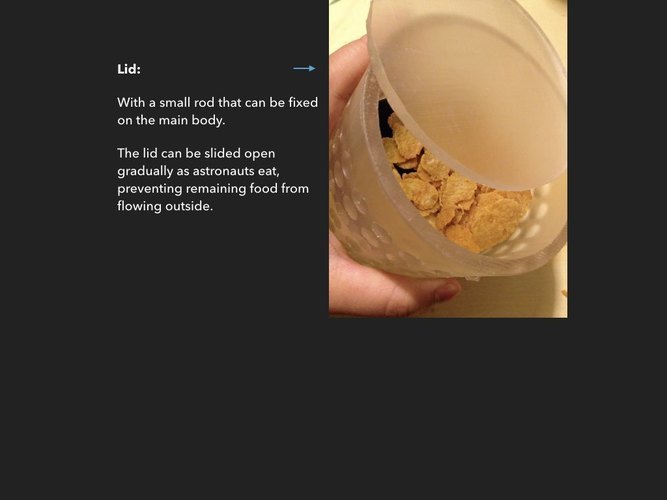 Lid:
With a small rod that can be fixed
on the main body.
The lid can be slided open
gradually as astronauts eat,
preventing remaining food from
flowing outside.